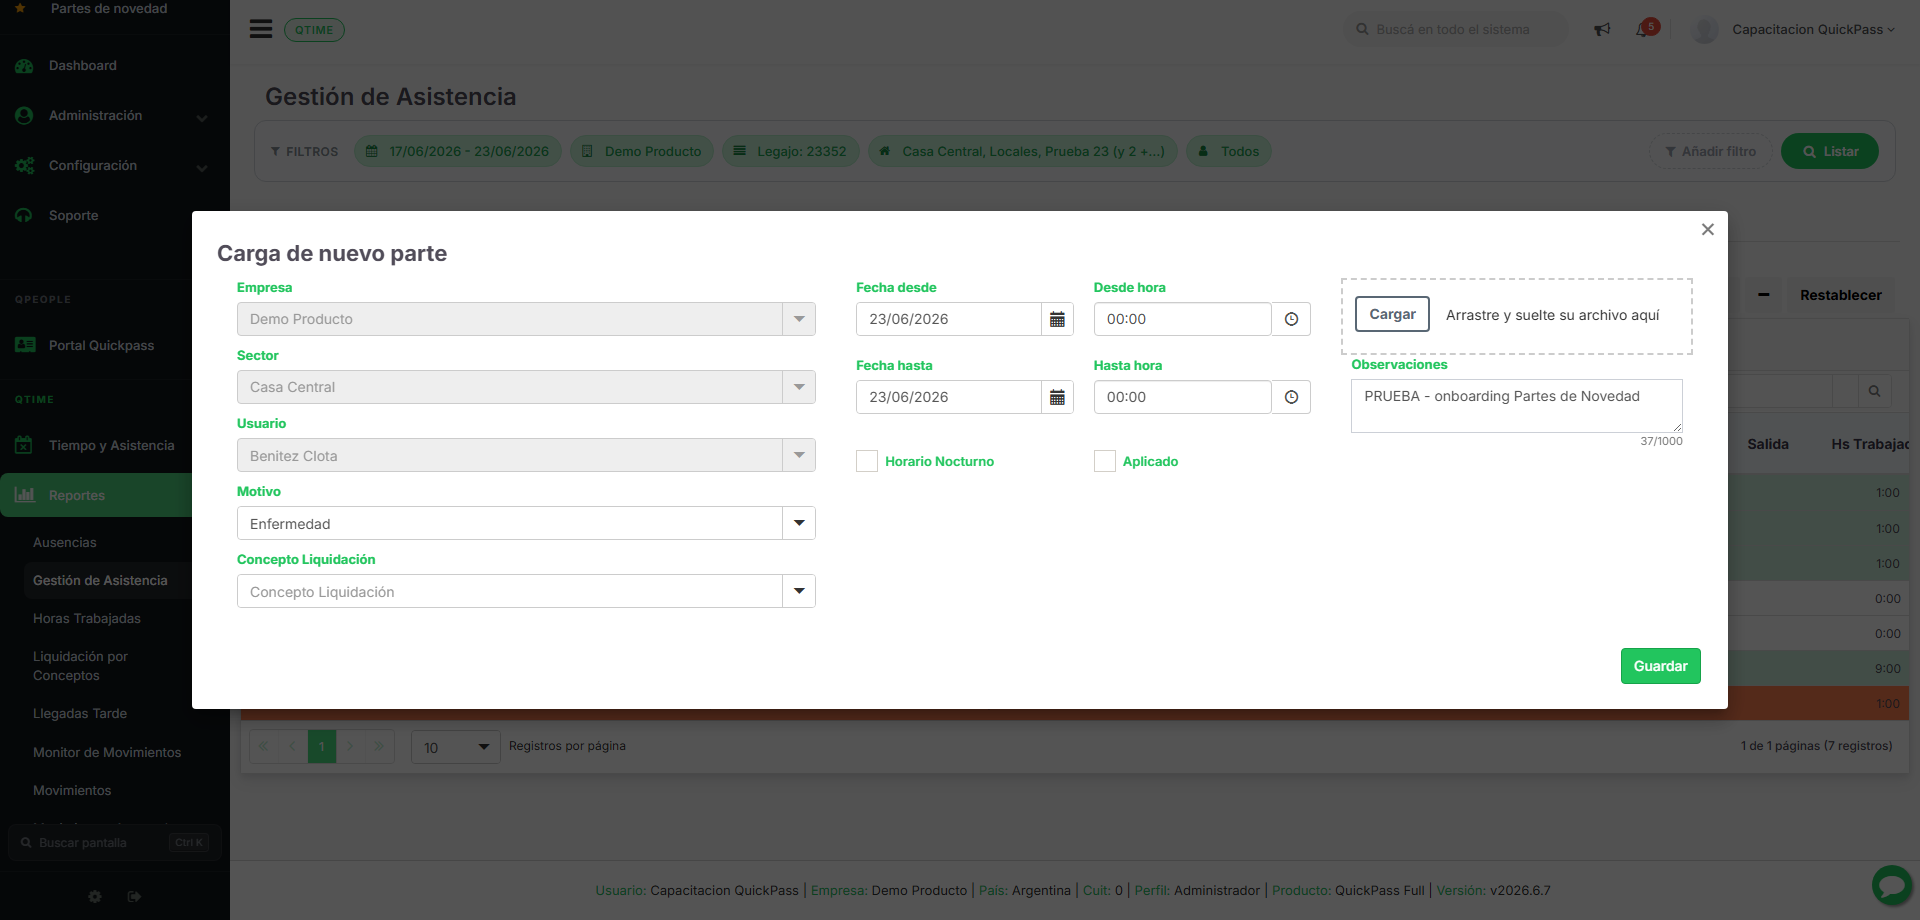 Partes de novedad
Dashboard
Administración
Configuración
Soporte
QPEOPLE
Portal Quickpass
QTIME
Tiempo y Asistencia
Reportes
Ausencias
Gestión de Asistencia
Horas Trabajadas
Liquidación por
Conceptos
Llegadas Tarde
Monitor de Movimientos
Movimientos
Buscar pantalla
Ctrl K
QTIME
Buscá en todo el sistema
5
Capacitacion QuickPass
Gestión de Asistencia
FILTROS
17/06/2026 - 23/06/2026
Demo Producto
Legajo: 23352
Casa Central, Locales, Prueba 23 (y 2 +...)
Todos
Añadir filtro
Listar
Carga de nuevo parte
Empresa
Demo Producto
Sector
Casa Central
Usuario
Benitez Clota
Motivo
Enfermedad
Concepto Liquidación
Concepto Liquidación
Fecha desde
23/06/2026
Desde hora
00:00
Fecha hasta
23/06/2026
Hasta hora
00:00
Horario Nocturno
Aplicado
Cargar
Arrastre y suelte su archivo aquí
Observaciones
PRUEBA - onboarding Partes de Novedad
37/1000
Guardar
Restablecer
Salida
Hs Trabajad
1:00
1:00
1:00
0:00
0:00
9:00
1:00
« ‹ 1 › »
10
Registros por página
1 de 1 páginas (7 registros)
Usuario: Capacitacion QuickPass | Empresa: Demo Producto | País: Argentina | Cuit: 0 | Perfil: Administrador | Producto: QuickPass Full | Versión: v2026.6.7